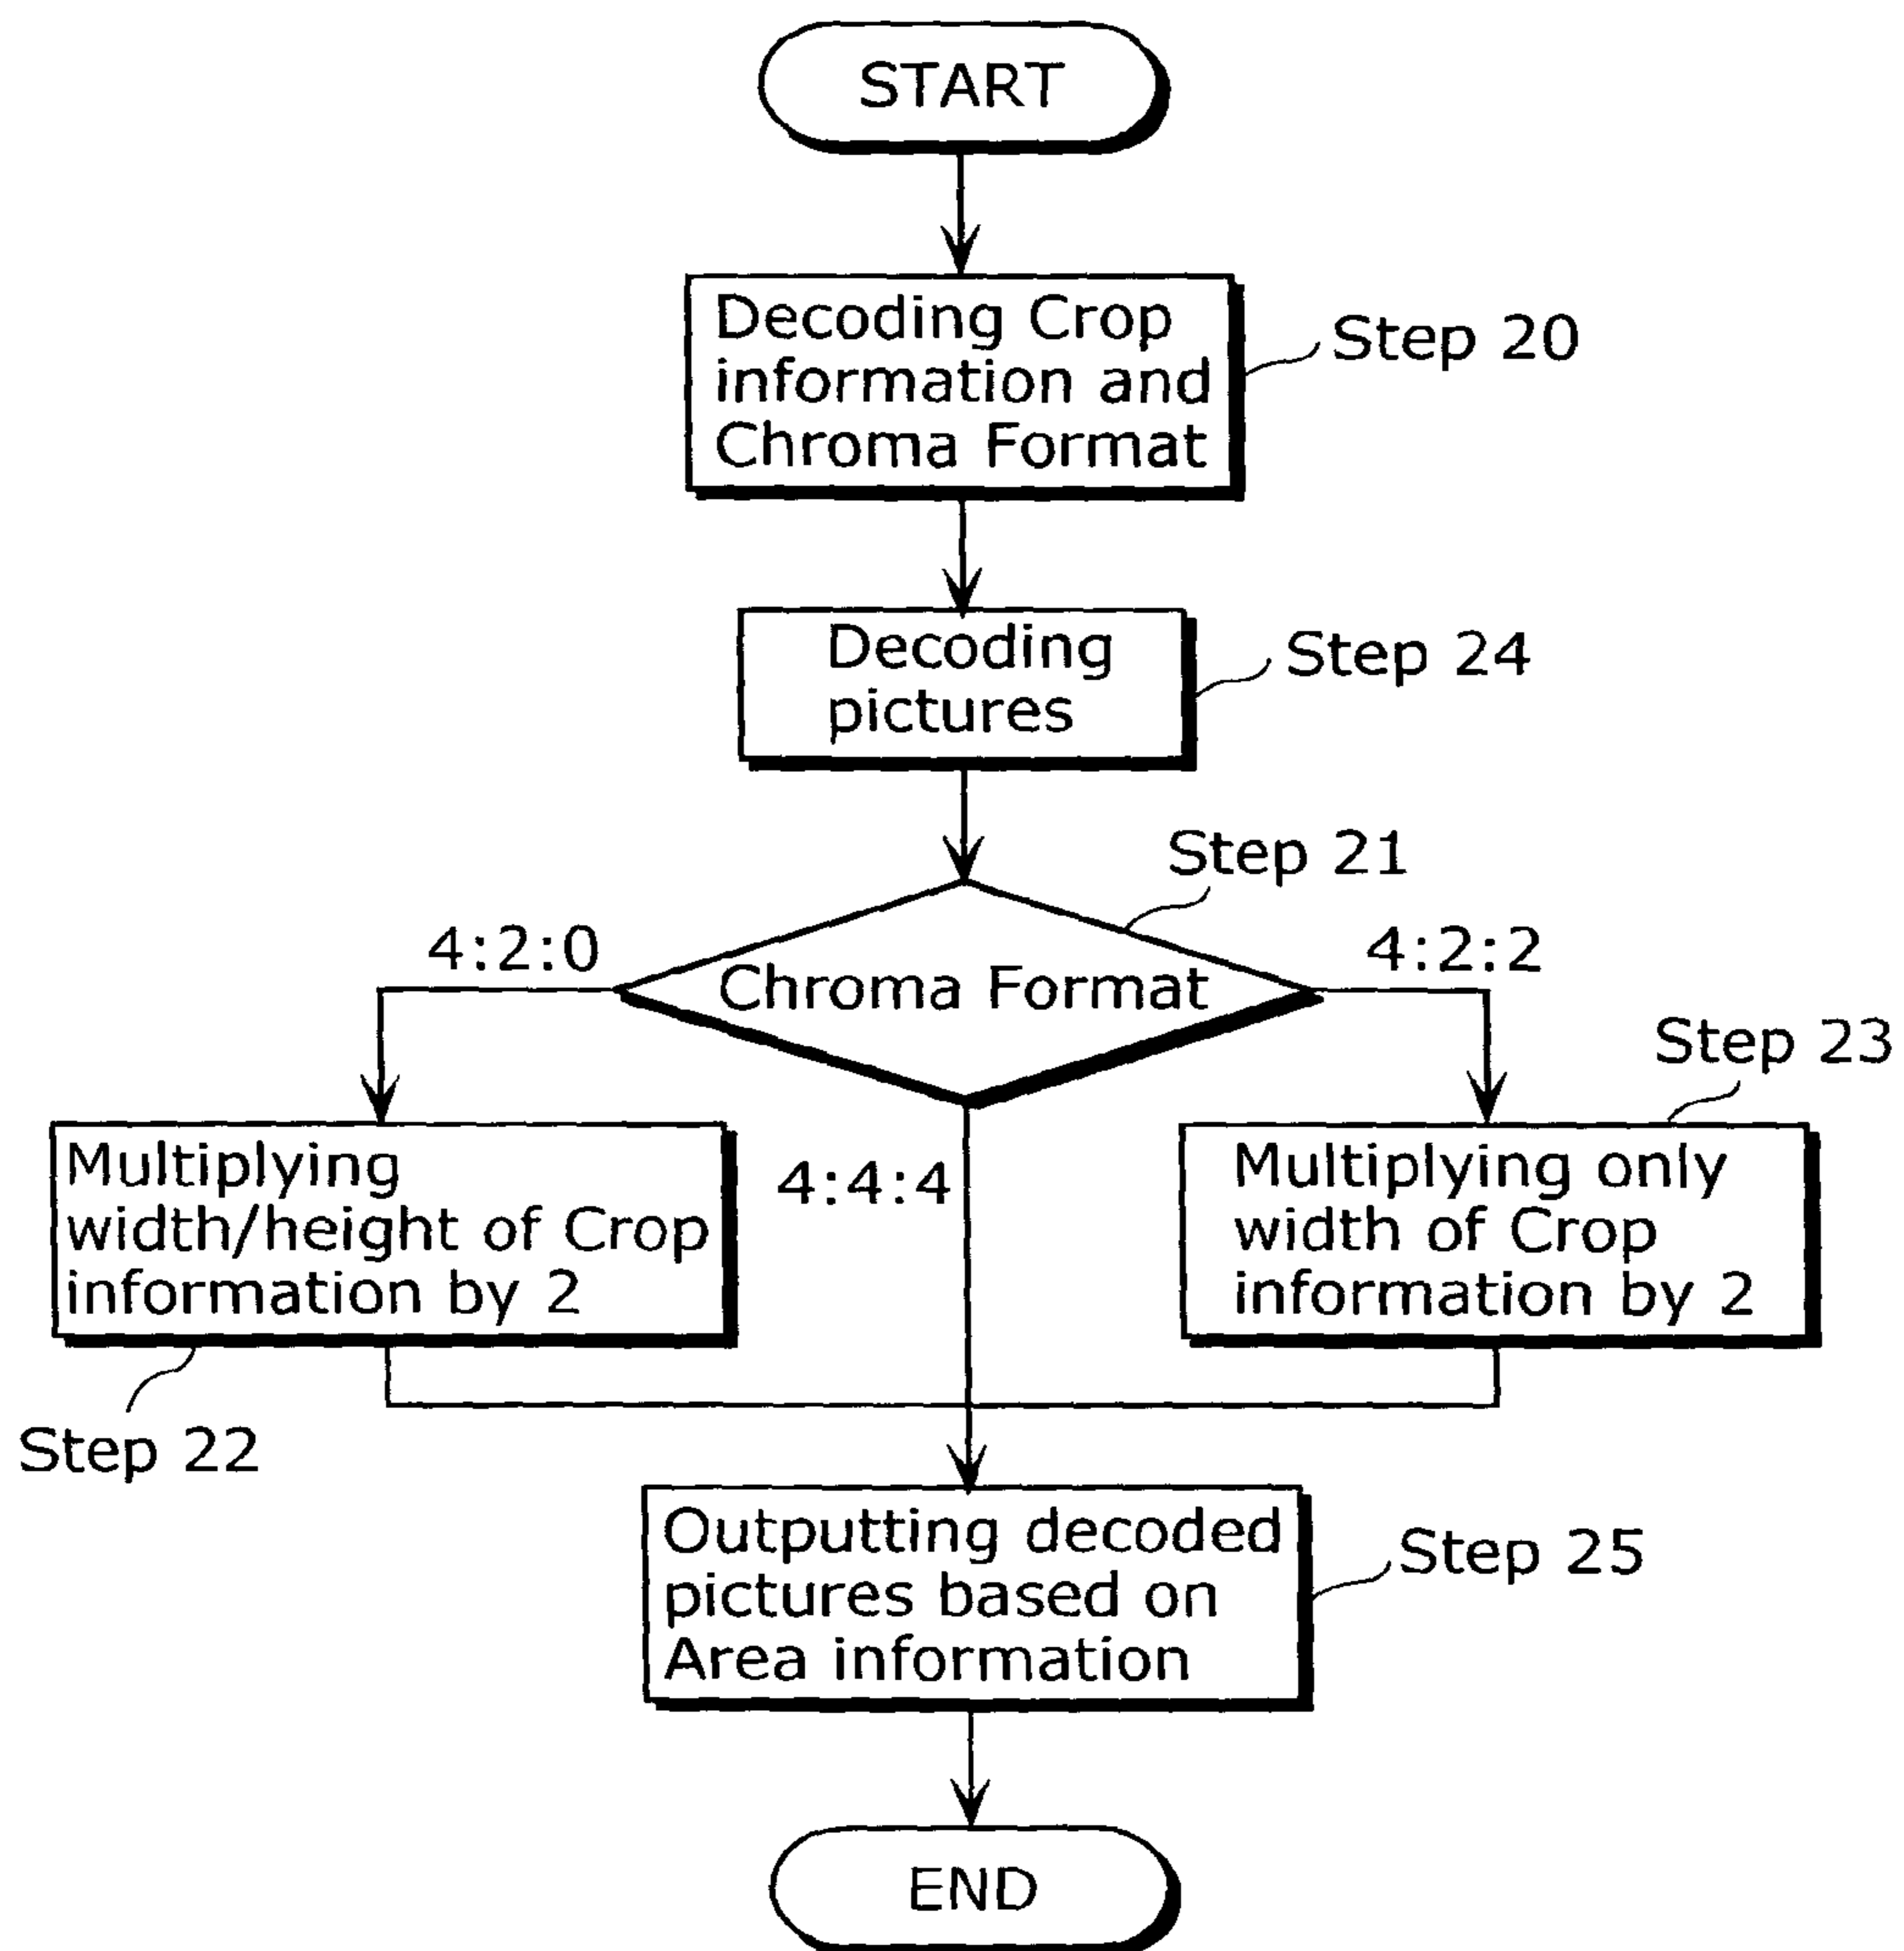 START
Decoding Crop
information and
Chroma Format
Step 20
Decoding
pictures
Step 24
Step 21
4:2:0
Chroma Format
4:2:2
Step 23
Multiplying
width/height of Crop
information by 2
4:4:4
Multiplying only
width of Crop
information by 2
Step 22
Outputting decoded
pictures based on
Area information
Step 25
END